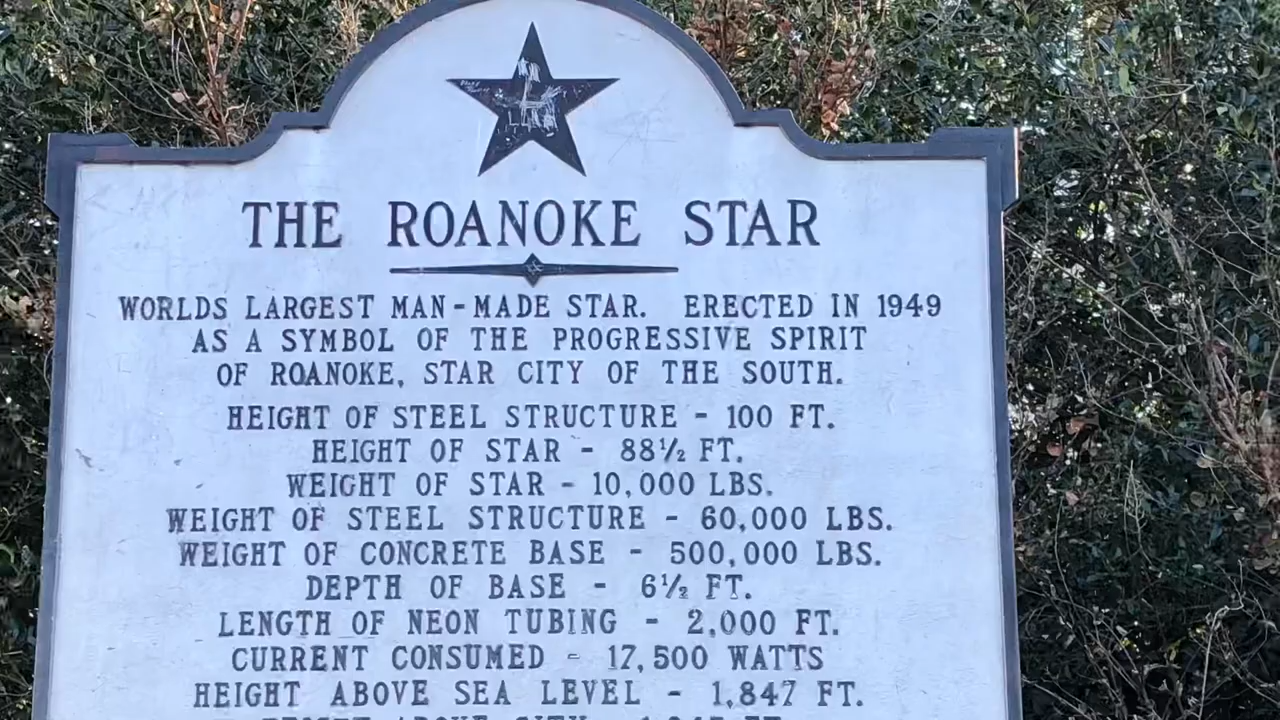 THE ROANOKE STAR
WORLDS LARGEST MAN-MADE STAR. ERECTED IN 1949
AS A SYMBOL OF THE PROGRESSIVE SPIRIT
OF ROANOKE, STAR CITY OF THE SOUTH.
HEIGHT OF STEEL STRUCTURE - 100 FT.
HEIGHT OF STAR - 88½ FT.
WEIGHT OF STAR - 10,000 LBS.
WEIGHT OF STEEL STRUCTURE - 60,000 LBS.
WEIGHT OF CONCRETE BASE - 500,000 LBS.
DEPTH OF BASE - 6½ FT.
LENGTH OF NEON TUBING - 2,000 FT.
CURRENT CONSUMED - 17,500 WATTS
HEIGHT ABOVE SEA LEVEL - 1,847 FT.